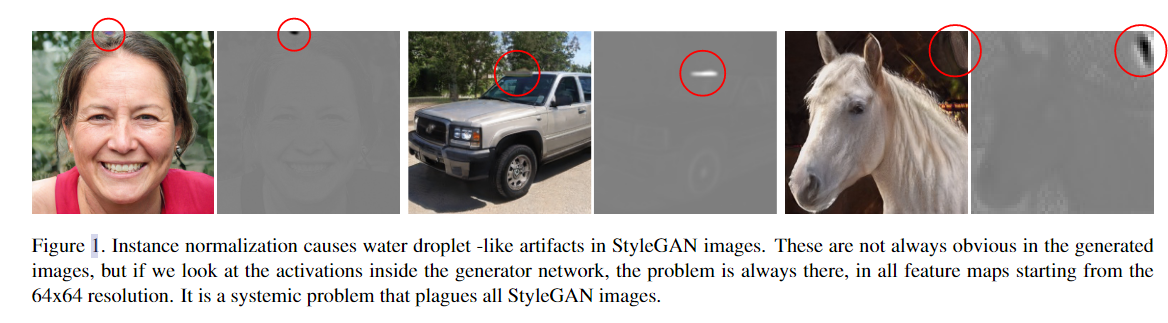 Figure 1. Instance normalization causes water droplet -like artifacts in StyleGAN images. These are not always obvious in the generated
images, but if we look at the activations inside the generator network, the problem is always there, in all feature maps starting from the
64x64 resolution. It is a systemic problem that plagues all StyleGAN images.